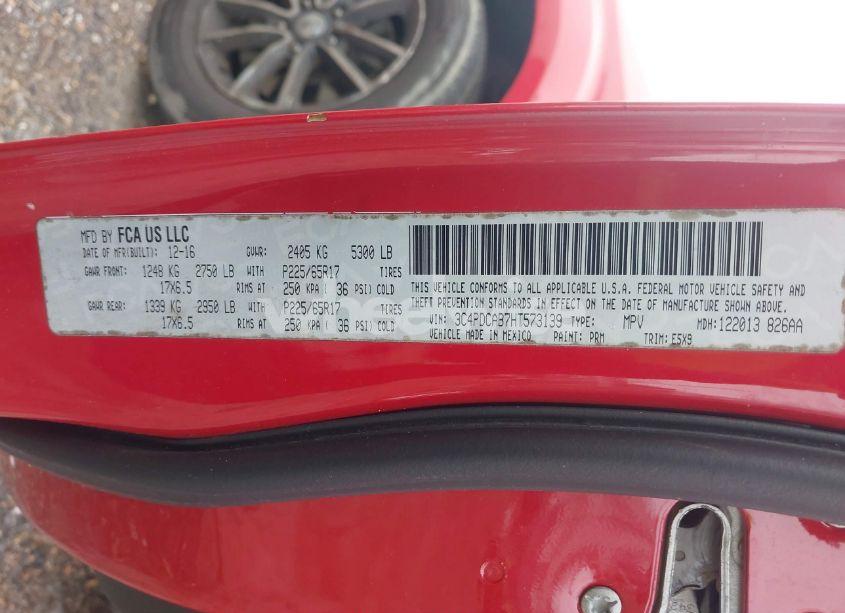 MFD BY FCA US LLC
DATE OF MFR(BUILT): 12-16 GVWR: 2405 KG 5300 LB
GAWR FRONT: 1248 KG 2750 LB WITH P225/65R17 TIRES
17X6.5 RIMS AT 250 KPA ( 36 PSI) COLD
GAWR REAR: 1339 KG 2950 LB WITH P225/65R17 TIRES
17X6.5 RIMS AT 250 KPA ( 36 PSI) COLD
THIS VEHICLE CONFORMS TO ALL APPLICABLE U.S.A. FEDERAL MOTOR VEHICLE SAFETY AND
THEFT PREVENTION STANDARDS IN EFFECT ON THE DATE OF MANUFACTURE SHOWN ABOVE.
VIN: 3C4PDCAB7HT573139 TYPE: MPV MDH: 122013 826AA
VEHICLE MADE IN MEXICO PAINT: PRM TRIM: E5X9